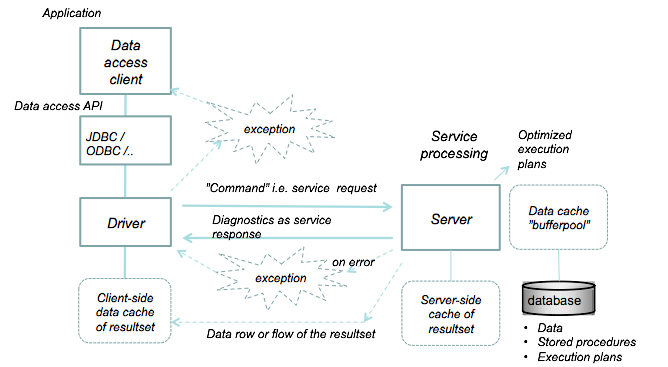 Application
Data
access
client
Data access API
JDBC /
ODBC /..
exception
Service
processing
Optimized
execution
plans
"Command" i.e. service request
Driver
Diagnostics as service
response
Server
Data cache
"bufferpool"
on error
exception
Client-side
data cache
of resultset
Server-side
cache of
resultset
database
Data row or flow of the resultset
• Data
• Stored procedures
• Execution plans